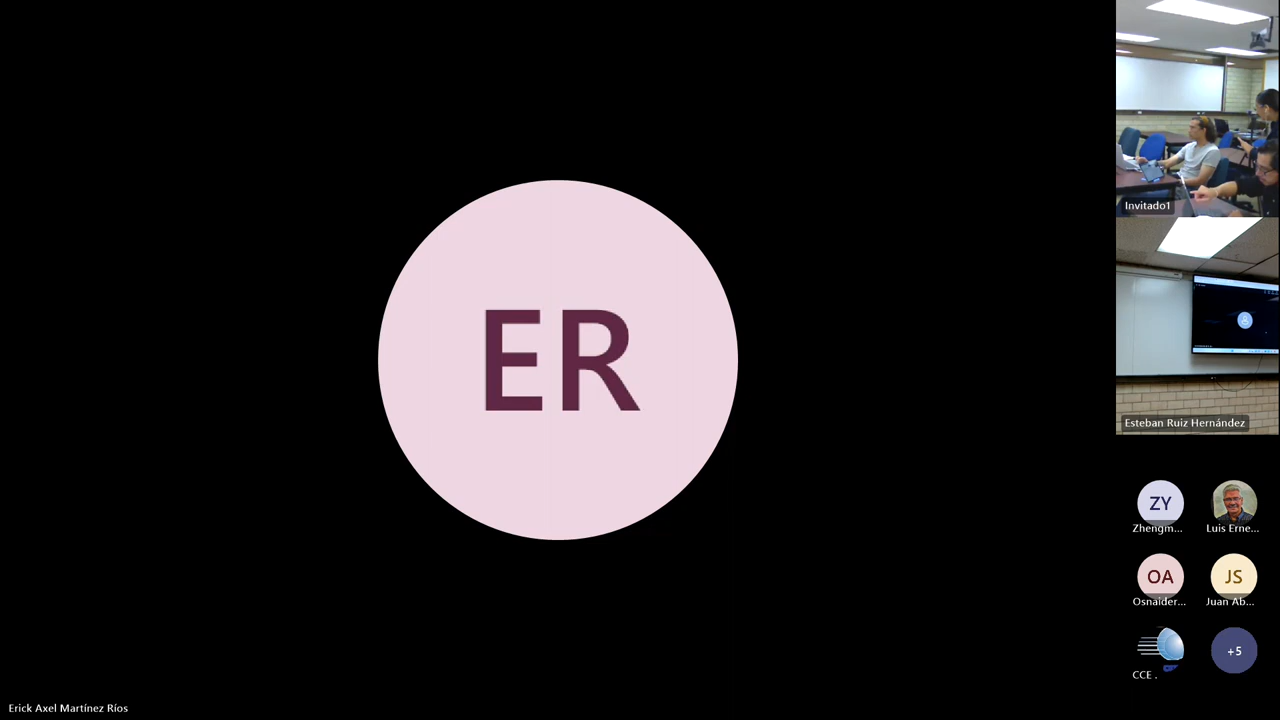 ER
Erick Axel Martínez Ríos
Invitado1
Esteban Ruiz Hernández
ZY
Zhengm...
Luis Erne...
OA
Osnaider...
JS
Juan Ab...
CCE .
+5